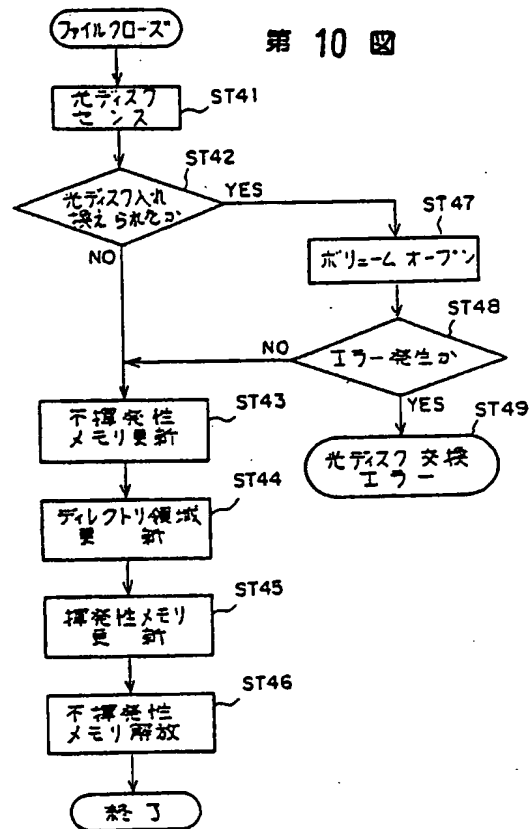 第 10 図
ファイルクローズ
光ディスク
センス
ST41
光ディスク入れ
換えられたか
ST42
YES
NO
ボリューム オープン
ST47
エラー発生か
ST48
NO
YES
光ディスク 交換
エラー
ST49
不揮発性
メモリ更新
ST43
ディレクトリ領域
更 新
ST44
揮発性メモリ
更 新
ST45
不揮発性
メモリ解放
ST46
終了